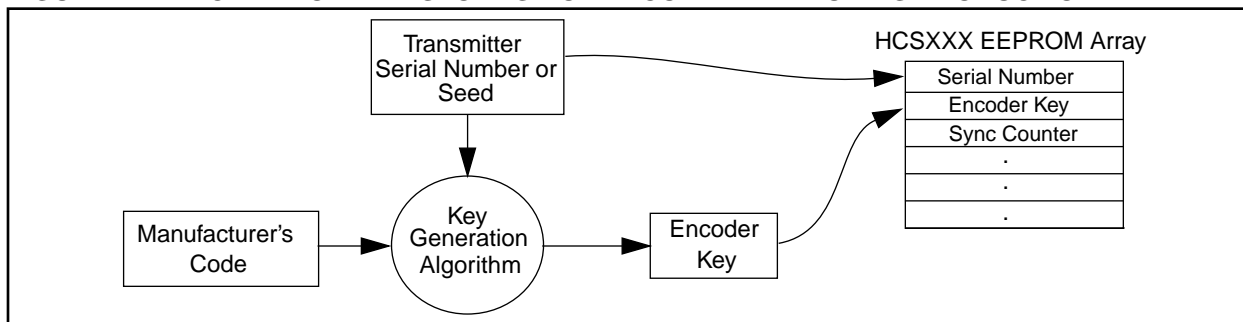 Transmitter
Serial Number or
Seed
HCSXXX EEPROM Array
Serial Number
Encoder Key
Sync Counter
.
.
.
Manufacturer's
Code
Key
Generation
Algorithm
Encoder
Key